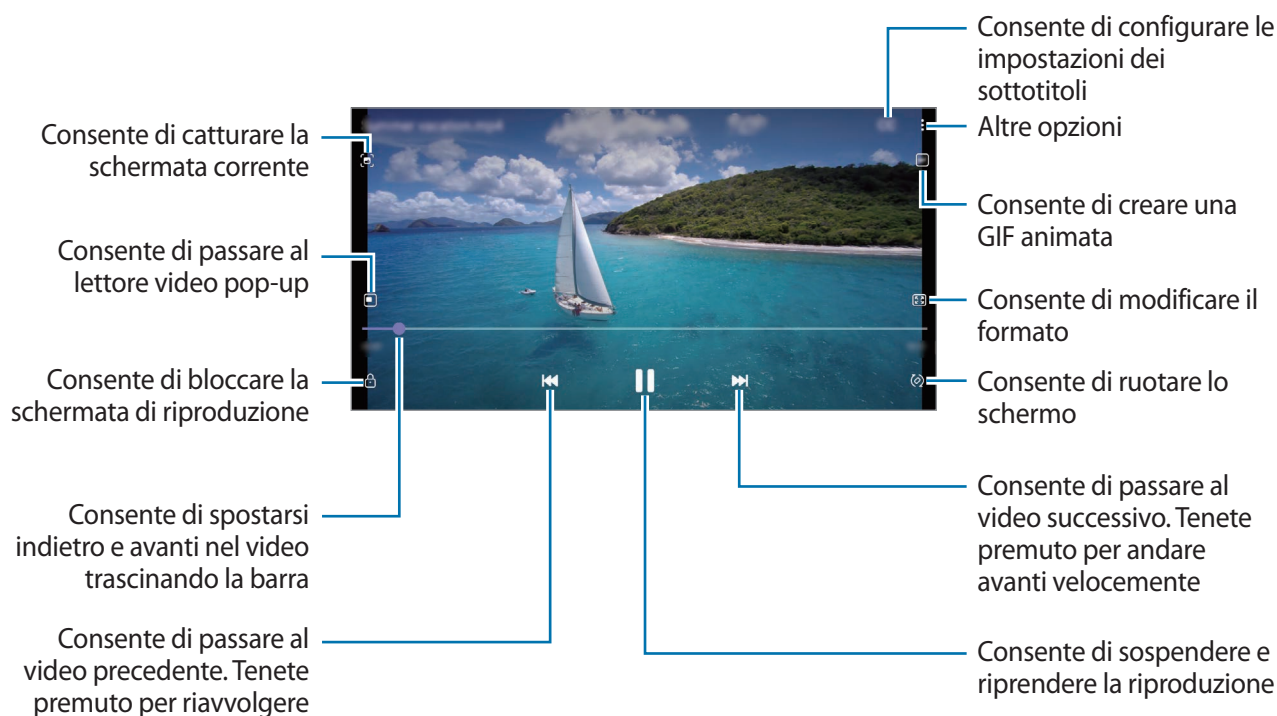 Consente di configurare le
impostazioni dei
sottotitoli
Altre opzioni
Consente di catturare la
schermata corrente
Consente di creare una
GIF animata
Consente di passare al
lettore video pop-up
Consente di modificare il
formato
Consente di bloccare la
schermata di riproduzione
Consente di ruotare lo
schermo
Consente di spostarsi
indietro e avanti nel video
trascinando la barra
Consente di passare al
video successivo. Tenete
premuto per andare
avanti velocemente
Consente di passare al
video precedente. Tenete
premuto per riavvolgere
Consente di sospendere e
riprendere la riproduzione